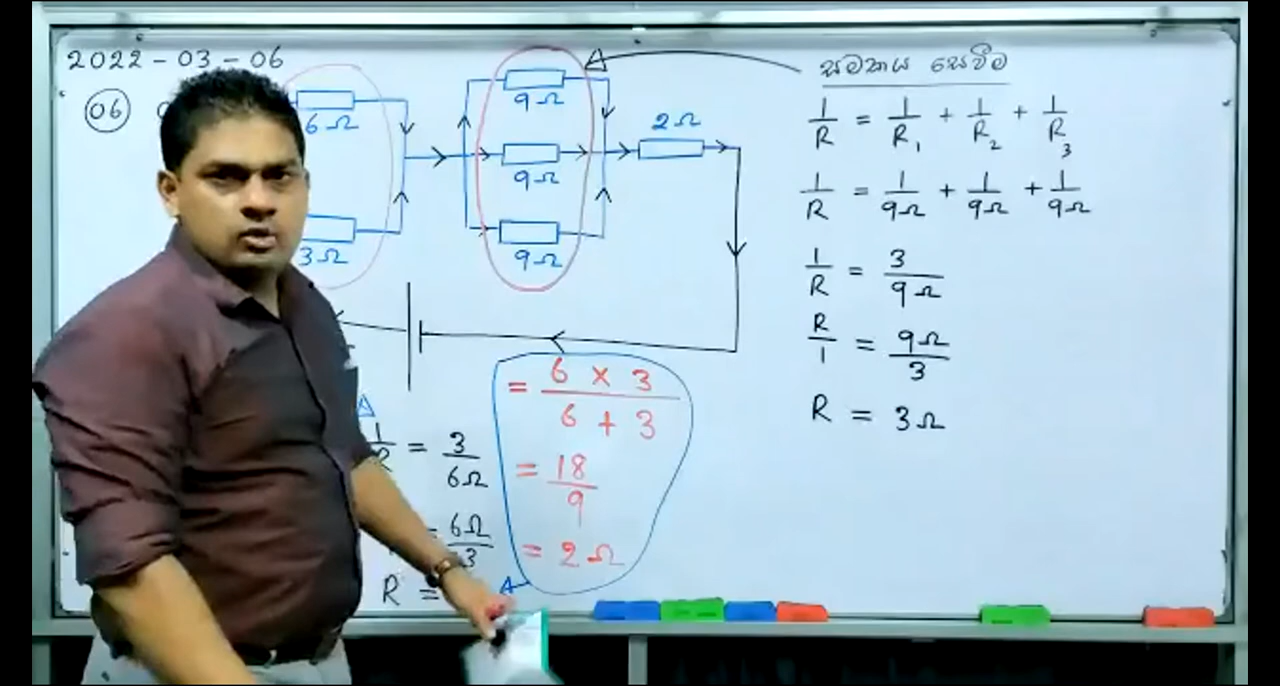 2022 - 03 - 06
06
6Ω
3Ω
9Ω
9Ω
9Ω
2Ω
= 6 × 3 / 6 + 3
= 18 / 9
= 2Ω
1/R = 3/6Ω
= 6Ω/3
R =
සමකය සෙවීම
1/R = 1/R₁ + 1/R₂ + 1/R₃
1/R = 1/9Ω + 1/9Ω + 1/9Ω
1/R = 3/9Ω
R/1 = 9Ω/3
R = 3Ω